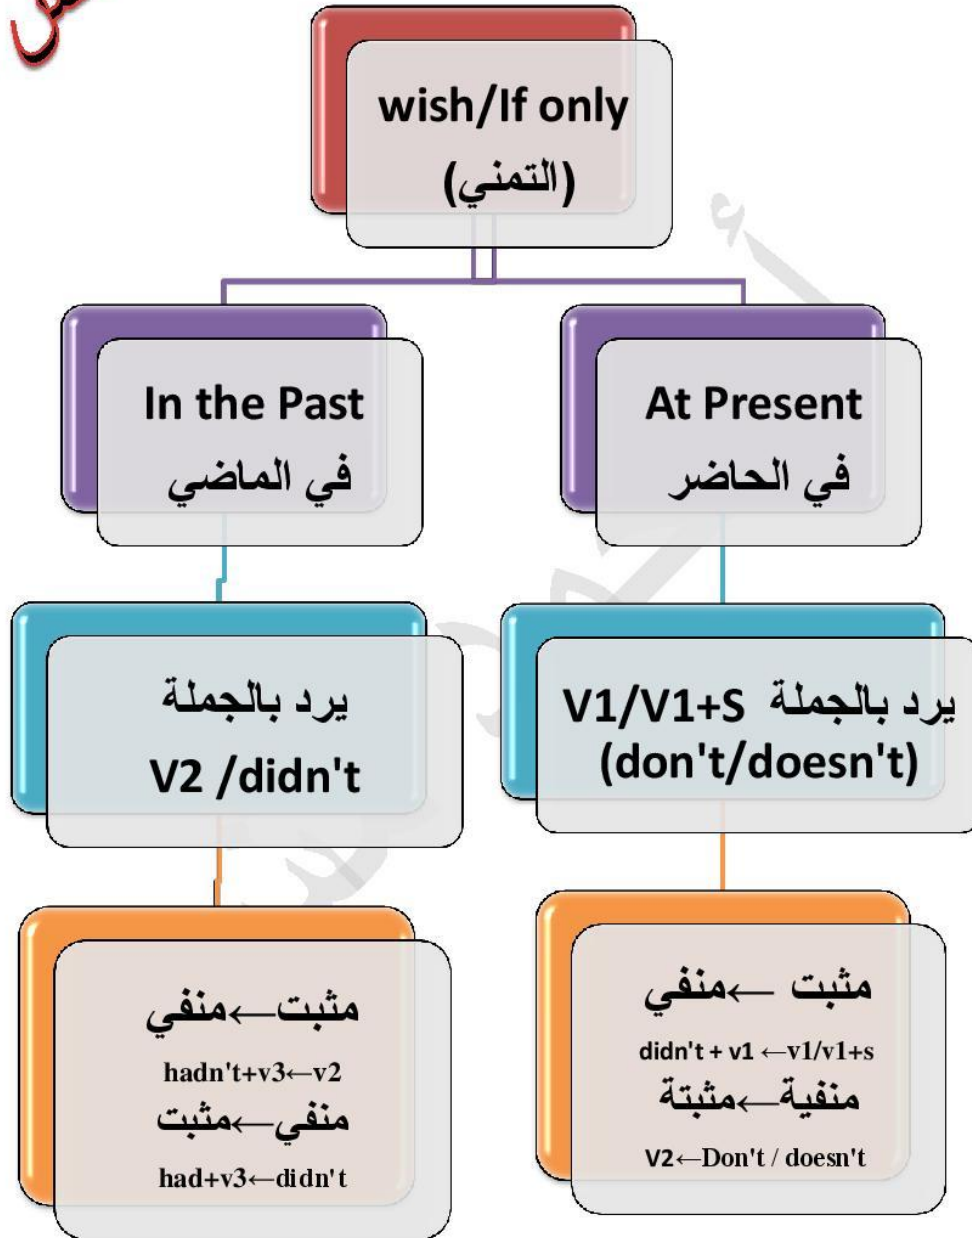 wish/If only
(التمني)
In the Past
في الماضي
At Present
في الحاضر
يرد بالجملة
V2 /didn't
يرد بالجملة V1/V1+S
(don't/doesn't)
مثبت←منفي
hadn't+v3←v2
منفي←مثبت
had+v3←didn't
مثبت ←منفي
didn't + v1 ←v1/v1+s
منفية←مثبتة
V2←Don't / doesn't